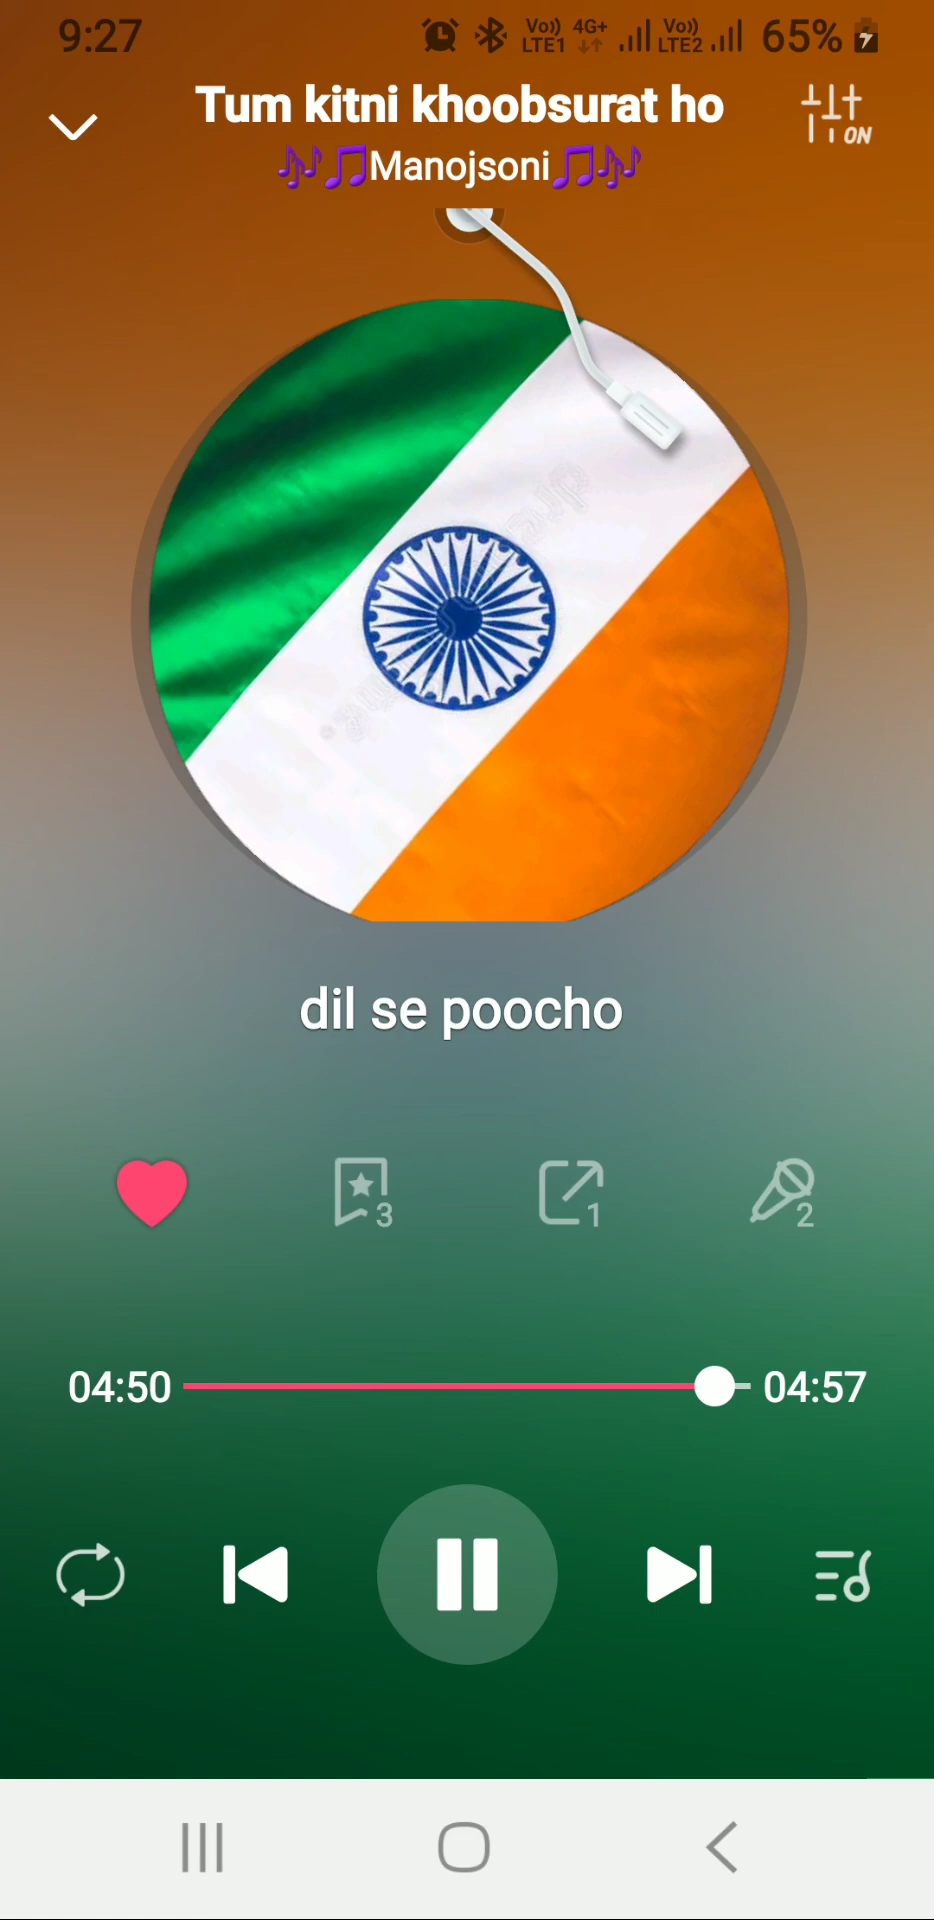 9:27 Vo)) LTE1 4G+ Vo)) LTE2 65%
Tum kitni khoobsurat ho
ON
🎶🎵Manojsoni🎵🎶
dil se poocho
3 1 2
04:50 04:57